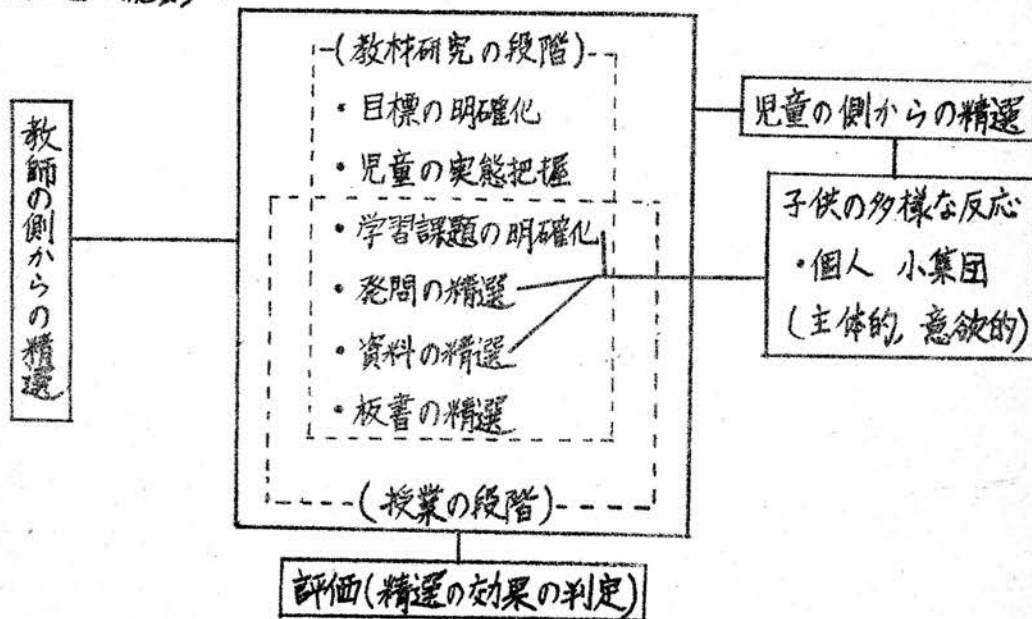 教師の側からの精選
(教材研究の段階)
・目標の明確化
・児童の実態把握
・学習課題の明確化
・発問の精選
・資料の精選
・板書の精選
(授業の段階)
児童の側からの精選
子供の多様な反応
・個人 小集団
(主体的, 意欲的)
評価(精選の効果の判定)